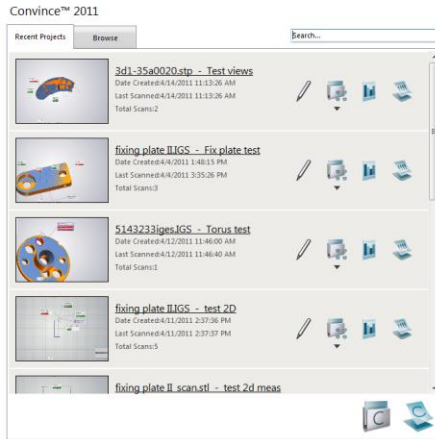 Convince™ 2011
Recent Projects
Browse
Search...
3d1-35a0020.stp - Test views
Date Created:4/14/2011 11:13:26 AM
Last Scanned:4/14/2011 11:13:26 AM
Total Scans:2
fixing plate II.IGS - Fix plate test
Date Created:4/4/2011 1:48:15 PM
Last Scanned:4/4/2011 3:35:26 PM
Total Scans:3
5143233iges.IGS - Torus test
Date Created:4/12/2011 11:46:00 AM
Last Scanned:4/12/2011 11:46:40 AM
Total Scans:1
fixing plate II.IGS - test 2D
Date Created:4/11/2011 2:37:36 PM
Last Scanned:4/11/2011 2:37:37 PM
Total Scans:5
fixing plate II_scan.stl - test 2d meas
C
C